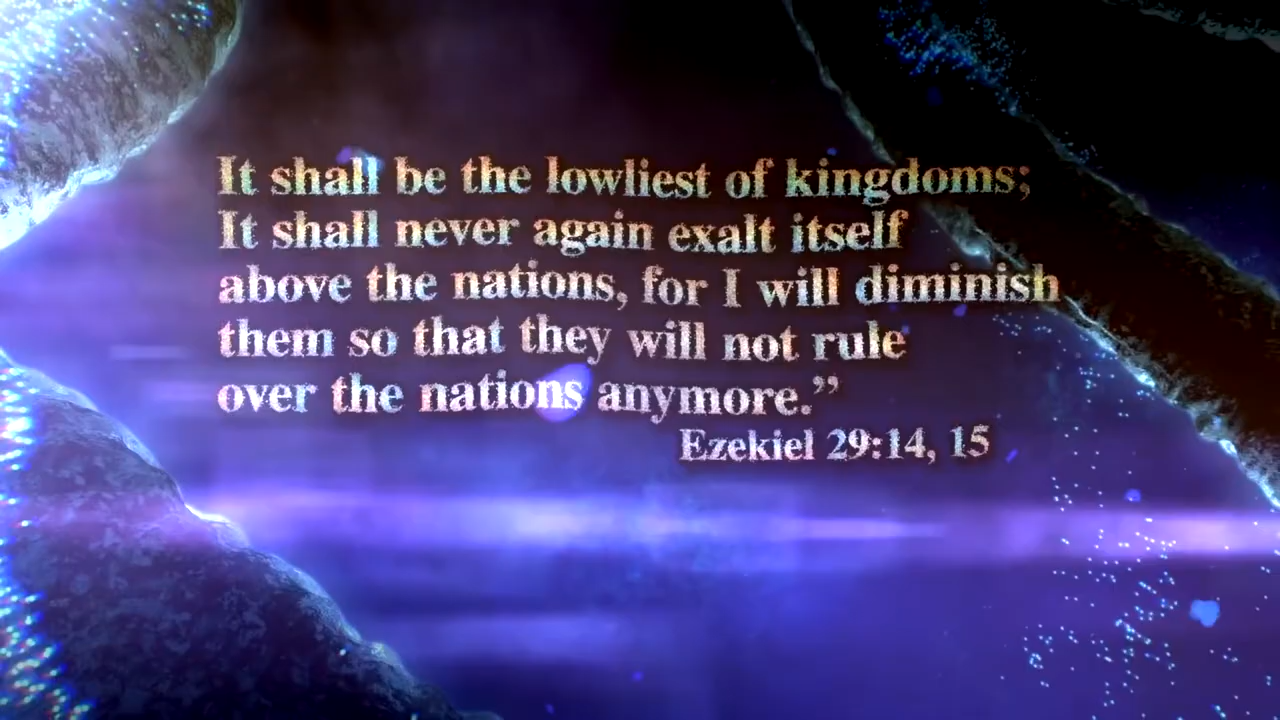 It shall be the lowliest of kingdoms;
It shall never again exalt itself
above the nations, for I will diminish
them so that they will not rule
over the nations anymore.”
Ezekiel 29:14, 15